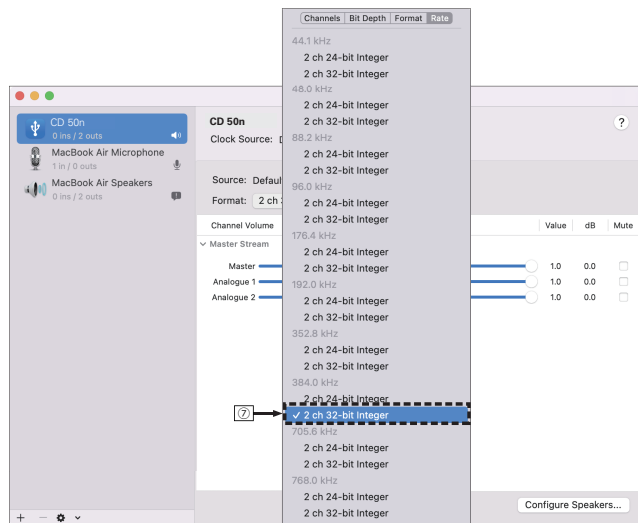 Channels Bit Depth Format Rate
44.1 kHz
2 ch 24-bit Integer
2 ch 32-bit Integer
48.0 kHz
2 ch 24-bit Integer
2 ch 32-bit Integer
88.2 kHz
2 ch 24-bit Integer
2 ch 32-bit Integer
96.0 kHz
2 ch 24-bit Integer
2 ch 32-bit Integer
176.4 kHz
2 ch 24-bit Integer
2 ch 32-bit Integer
192.0 kHz
2 ch 24-bit Integer
2 ch 32-bit Integer
352.8 kHz
2 ch 24-bit Integer
2 ch 32-bit Integer
384.0 kHz
2 ch 24-bit Integer
⑦
✓ 2 ch 32-bit Integer
705.6 kHz
2 ch 24-bit Integer
2 ch 32-bit Integer
768.0 kHz
2 ch 24-bit Integer
2 ch 32-bit Integer
CD 50n
0 ins / 2 outs
MacBook Air Microphone
1 in / 0 outs
MacBook Air Speakers
0 ins / 2 outs
CD 50n
?
Clock Source:
Source: Defaul
Format: 2 ch
Channel Volume Value dB Mute
Master Stream
Master 1.0 0.0
Analogue 1 1.0 0.0
Analogue 2 1.0 0.0
Configure Speakers...